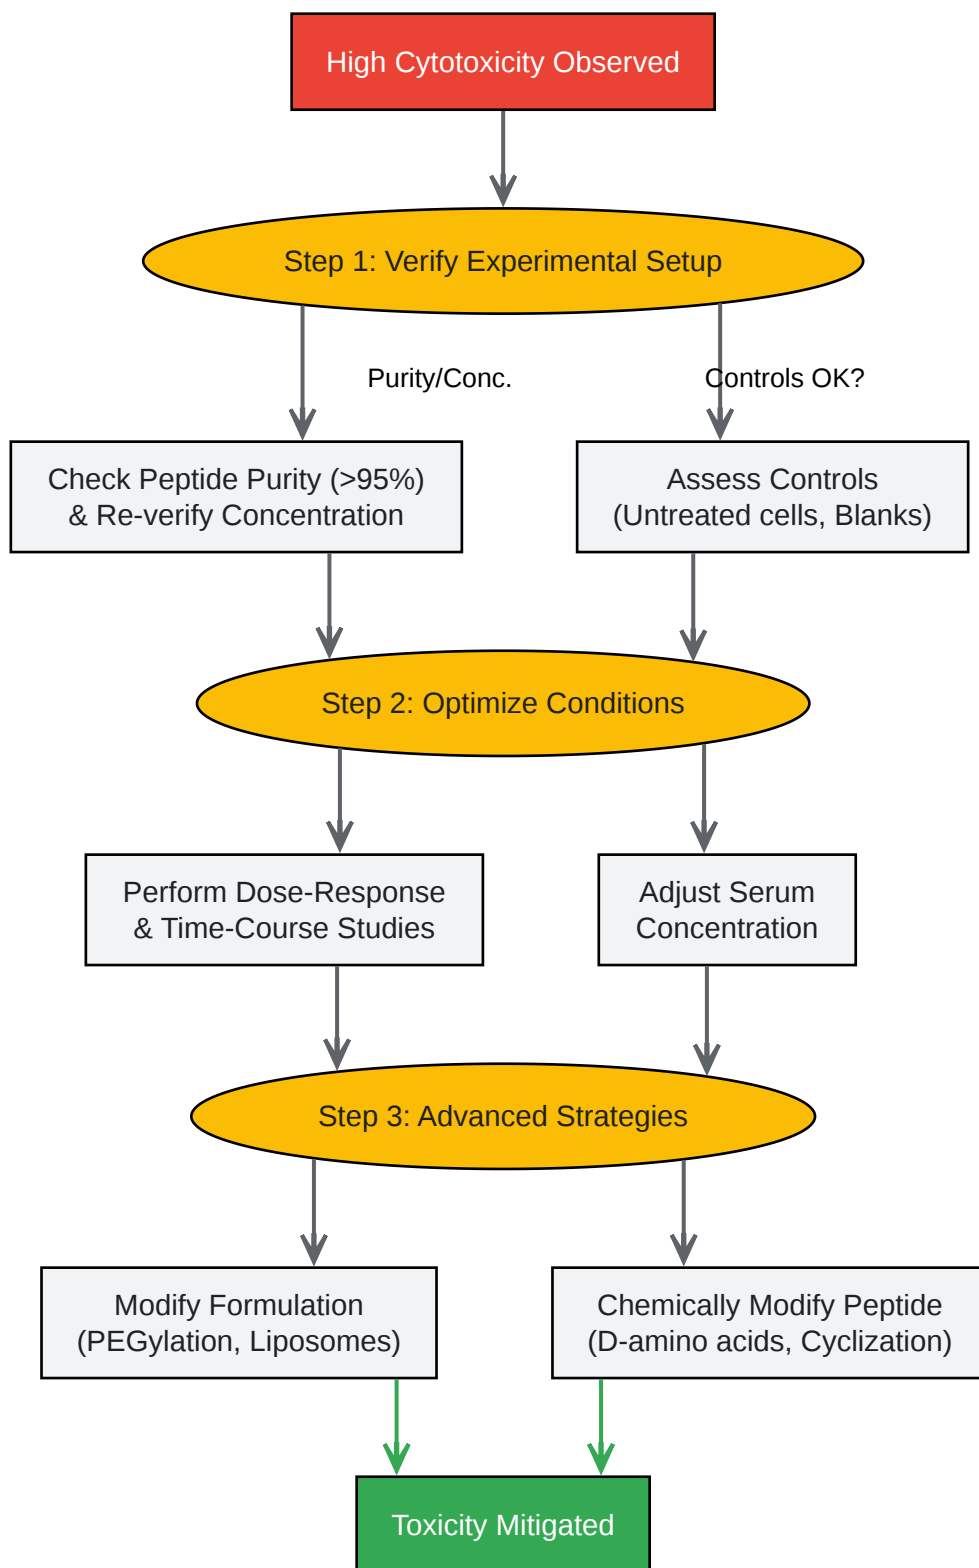 High Cytotoxicity Observed
Step 1: Verify Experimental Setup
Purity/Conc.
Controls OK?
Check Peptide Purity (>95%)
& Re-verify Concentration
Assess Controls
(Untreated cells, Blanks)
Step 2: Optimize Conditions
Perform Dose-Response
& Time-Course Studies
Adjust Serum
Concentration
Step 3: Advanced Strategies
Modify Formulation
(PEGylation, Liposomes)
Chemically Modify Peptide
(D-amino acids, Cyclization)
Toxicity Mitigated